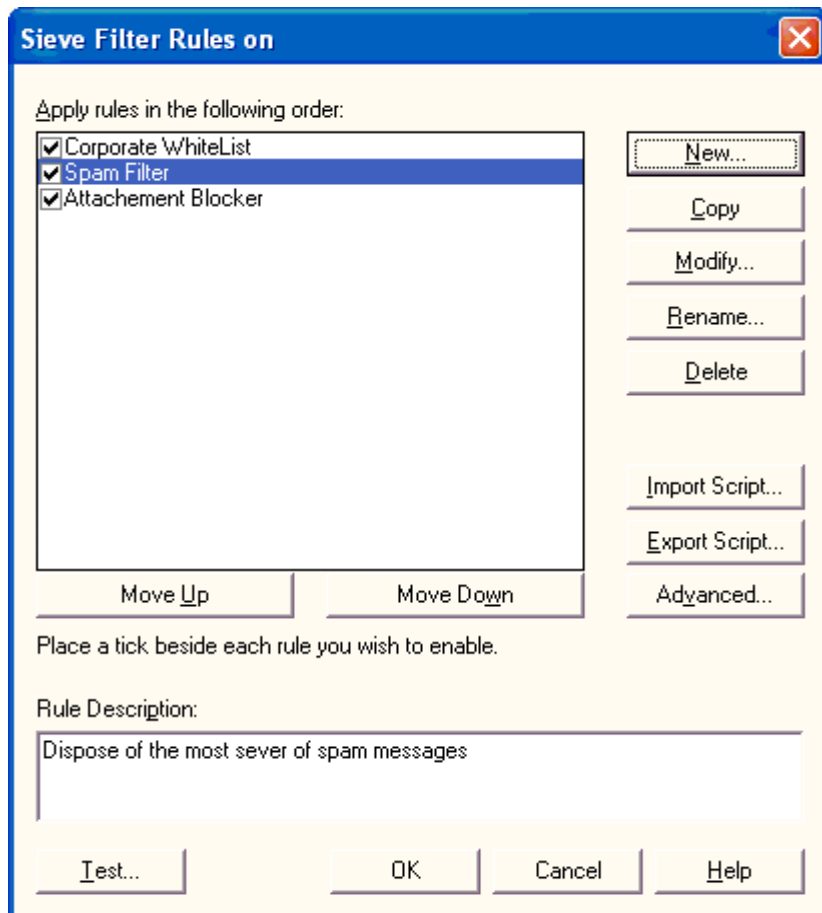 Sieve Filter Rules on
Apply rules in the following order:
Corporate WhiteList
Spam Filter
Attachement Blocker
New...
Copy
Modify...
Rename...
Delete
Import Script...
Export Script...
Advanced...
Move Up
Move Down
Place a tick beside each rule you wish to enable.
Rule Description:
Dispose of the most sever of spam messages
Test...
OK
Cancel
Help